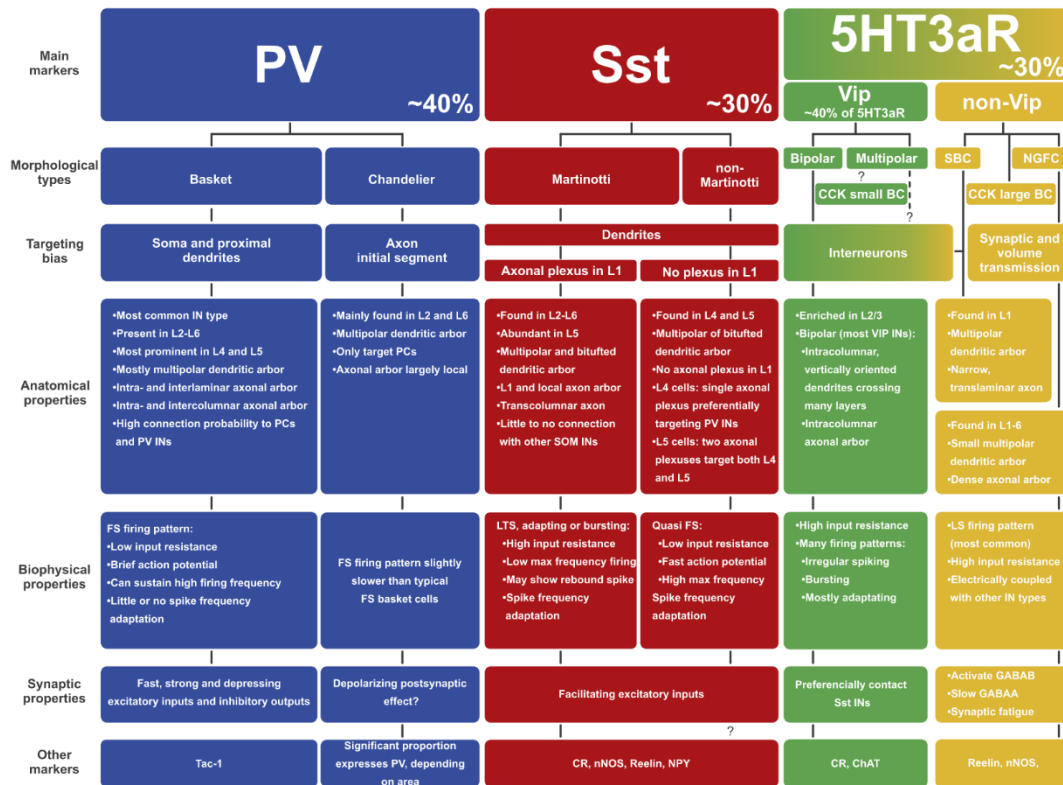 Main
markers
PV
~40%
Sst
~30%
5HT3aR
~30%
Vip
~40% of 5HT3aR
non-Vip
Morphological
types
Basket
Chandelier
Martinotti
non-
Martinotti
Bipolar
Multipolar
?
CCK small BC
?
SBC
NGFC
CCK large BC
Targeting
bias
Soma and proximal
dendrites
Axon
initial segment
Dendrites
Axonal plexus in L1
No plexus in L1
Interneurons
Synaptic and
volume
transmission
Anatomical
properties
•Most common IN type
•Present in L2-L6
•Most prominent in L4 and L5
•Mostly multipolar dendritic arbor
•Intra- and interlaminar axonal arbor
•Intra- and intercolumnar axonal arbor
•High connection probability to PCs
and PV INs
•Mainly found in L2 and L6
•Multipolar dendritic arbor
•Only target PCs
•Axonal arbor largely local
•Found in L2-L6
•Abundant in L5
•Multipolar and bitufted
dendritic arbor
•L1 and local axon arbor
•Transcolumnar axon
•Little to no connection
with other SOM INs
•Found in L4 and L5
•Multipolar of bitufted
dendritic arbor
•No axonal plexus in L1
•L4 cells: single axonal
plexus preferentially
targeting PV INs
•L5 cells: two axonal
plexuses target both L4
and L5
•Enriched in L2/3
•Bipolar (most VIP INs):
•Intracolumnar,
vertically oriented
dendrites crossing
many layers
•Intracolumnar
axonal arbor
•Found in L1
•Multipolar
dendritic arbor
•Narrow,
translaminar axon
•Found in L1-6
•Small multipolar
dendritic arbor
•Dense axonal arbor
Biophysical
properties
FS firing pattern:
•Low input resistance
•Brief action potential
•Can sustain high firing frequency
•Little or no spike frequency
adaptation
FS firing pattern slightly
slower than typical
FS basket cells
LTS, adapting or bursting:
•High input resistance
•Low max frequency firing
•May show rebound spike
•Spike frequency
adaptation
Quasi FS:
•Low input resistance
•Fast action potential
•High max frequency
Spike frequency
adaptation
•High input resistance
•Many firing patterns:
•Irregular spiking
•Bursting
•Mostly adapting
•LS firing pattern
(most common)
•High input resistance
•Electrically coupled
with other IN types
Synaptic
properties
Fast, strong and depressing
excitatory inputs and inhibitory outputs
Depolarizing postsynaptic
effect?
Facilitating excitatory inputs
Preferencially contact
Sst INs
•Activate GABAB
•Slow GABAA
•Synaptic fatigue
Other
markers
Tac-1
Significant proportion
expresses PV, depending
on area
?
CR, nNOS, Reelin, NPY
CR, ChAT
Reelin, nNOS,